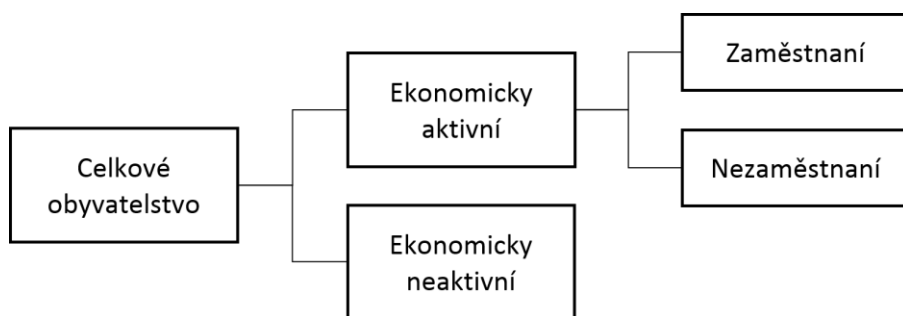 Celkové
obyvatelstvo
Ekonomicky
aktivní
Ekonomicky
neaktivní
Zaměstnaní
Nezaměstnaní